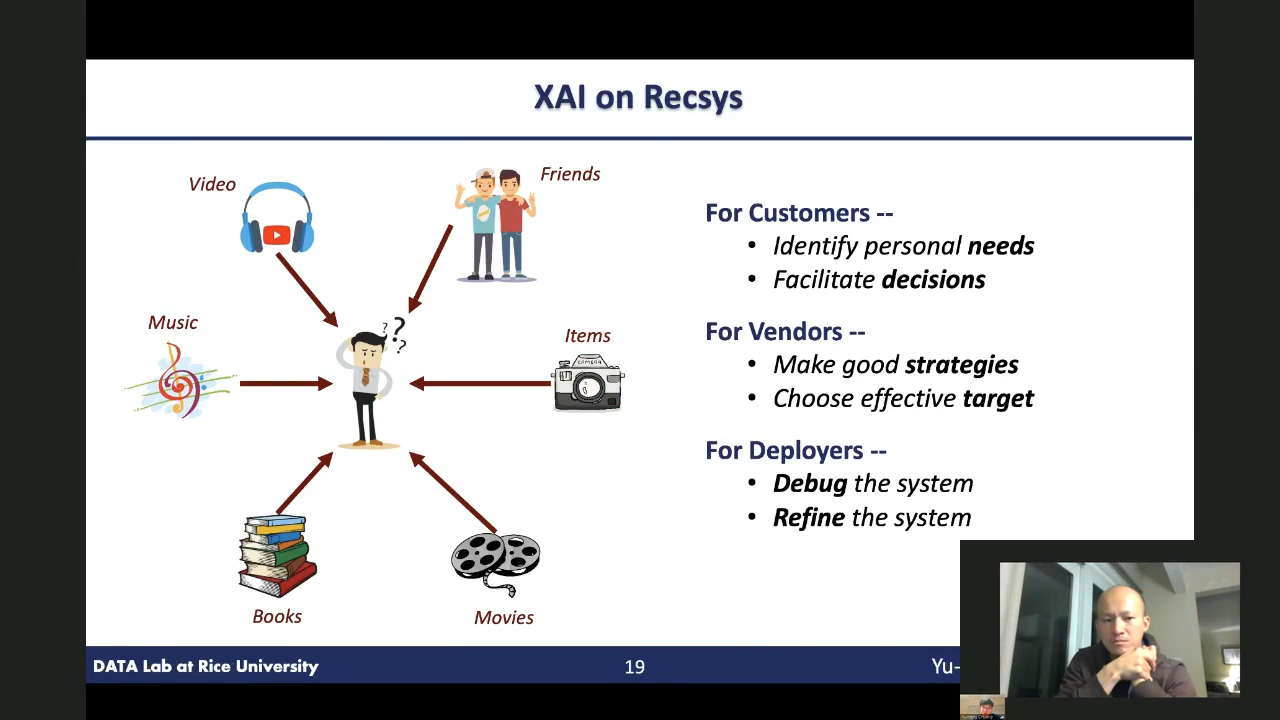 XAI on Recsys
Video
Friends
Music
Items
CAMERA
Books
Movies
For Customers --
• Identify personal needs
• Facilitate decisions
For Vendors --
• Make good strategies
• Choose effective target
For Deployers --
• Debug the system
• Refine the system
DATA Lab at Rice University
19
Yu-